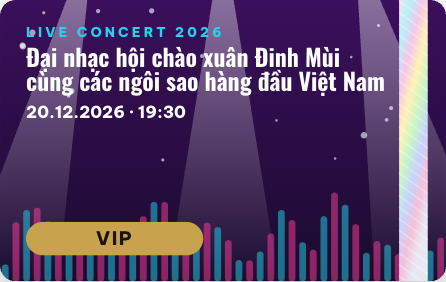 LIVE CONCERT 2026
Đại nhạc hội chào xuân Đinh Mùi
cùng các ngôi sao hàng đầu Việt Nam
20.12.2026 · 19:30
VIP